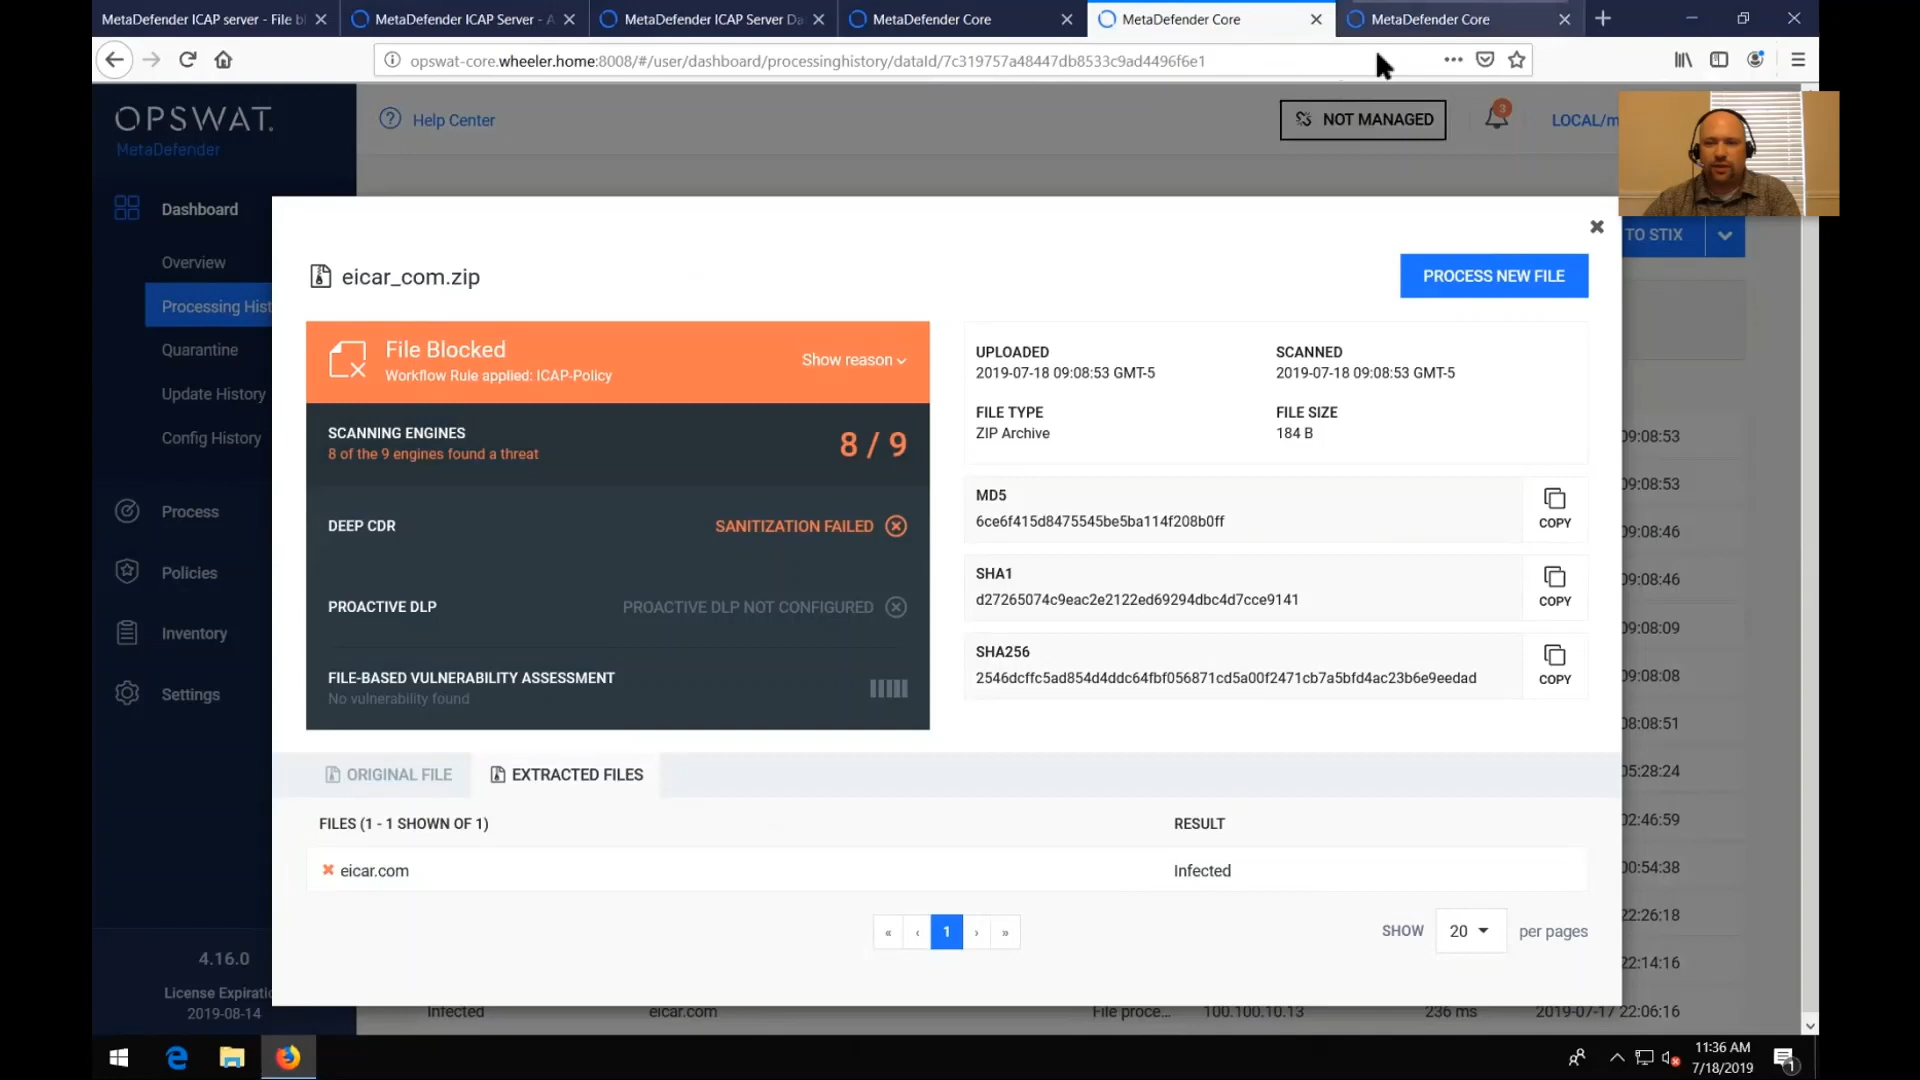 MetaDefender ICAP server - File bl
MetaDefender ICAP Server - A
MetaDefender ICAP Server Da
MetaDefender Core
MetaDefender Core
MetaDefender Core
opswat-core.wheeler.home:8008/#/user/dashboard/processinghistory/dataId/7c319757a48447db8533c9ad4496f6e1
OPSWAT.
MetaDefender
Help Center
NOT MANAGED
3
LOCAL/m
Dashboard
Overview
Processing Hist
Quarantine
Update History
Config History
Process
Policies
Inventory
Settings
4.16.0
License Expiratio
2019-08-14
TO STIX
eicar_com.zip
PROCESS NEW FILE
File Blocked
Workflow Rule applied: ICAP-Policy
Show reason
SCANNING ENGINES
8 of the 9 engines found a threat
8 / 9
DEEP CDR
SANITIZATION FAILED
PROACTIVE DLP
PROACTIVE DLP NOT CONFIGURED
FILE-BASED VULNERABILITY ASSESSMENT
No vulnerability found
UPLOADED
2019-07-18 09:08:53 GMT-5
SCANNED
2019-07-18 09:08:53 GMT-5
FILE TYPE
ZIP Archive
FILE SIZE
184 B
MD5
6ce6f415d8475545be5ba114f208b0ff
COPY
SHA1
d27265074c9eac2e2122ed69294dbc4d7cce9141
COPY
SHA256
2546dcffc5ad854d4ddc64fbf056871cd5a00f2471cb7a5bfd4ac23b6e9eedad
COPY
ORIGINAL FILE
EXTRACTED FILES
FILES (1 - 1 SHOWN OF 1)
RESULT
eicar.com
Infected
« ‹ 1 › »
SHOW
20
per pages
09:08:53
09:08:53
09:08:46
09:08:46
09:08:09
09:08:08
08:08:51
05:28:24
02:46:59
00:54:38
22:26:18
22:14:16
Infected
eicar.com
File proce...
100.100.10.13
236 ms
2019-07-17 22:06:16
11:36 AM
7/18/2019
1